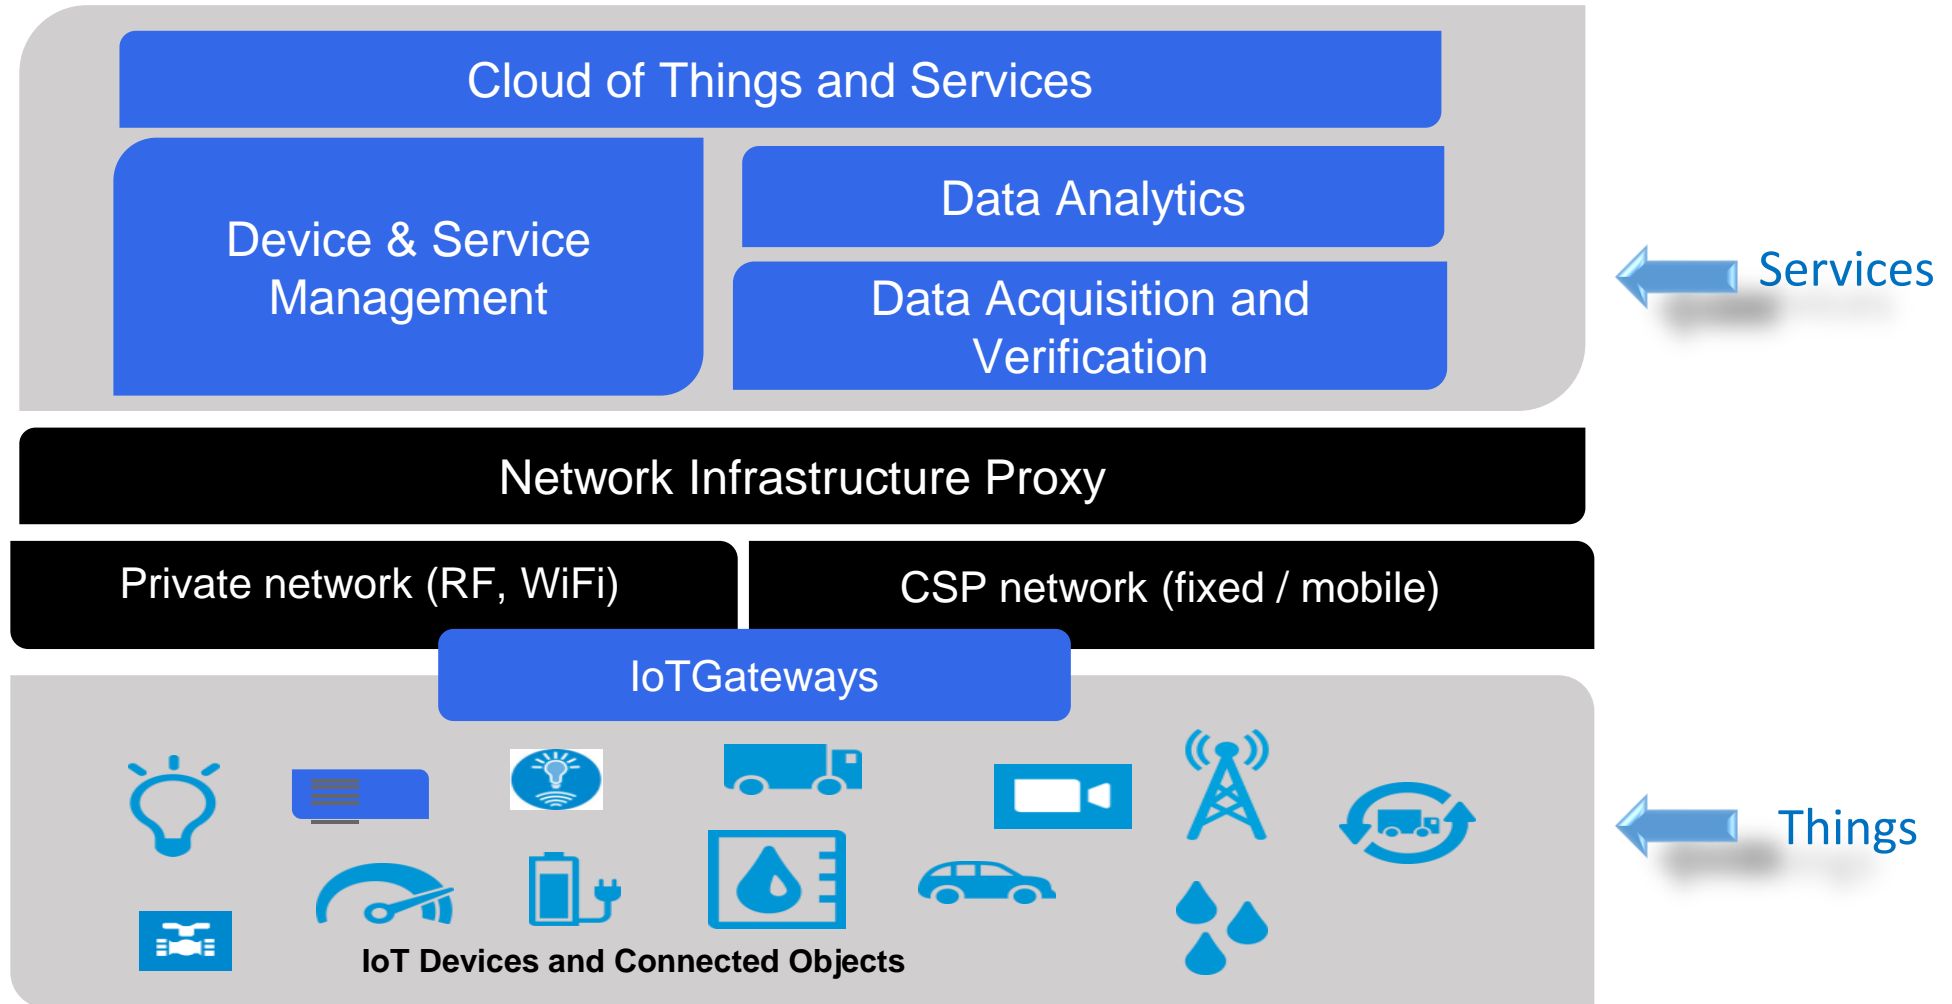 Cloud of Things and Services
Device & Service
Management
Data Analytics
Data Acquisition and
Verification
Services
Network Infrastructure Proxy
Private network (RF, WiFi)
CSP network (fixed / mobile)
IoTGateways
Things
IoT Devices and Connected Objects